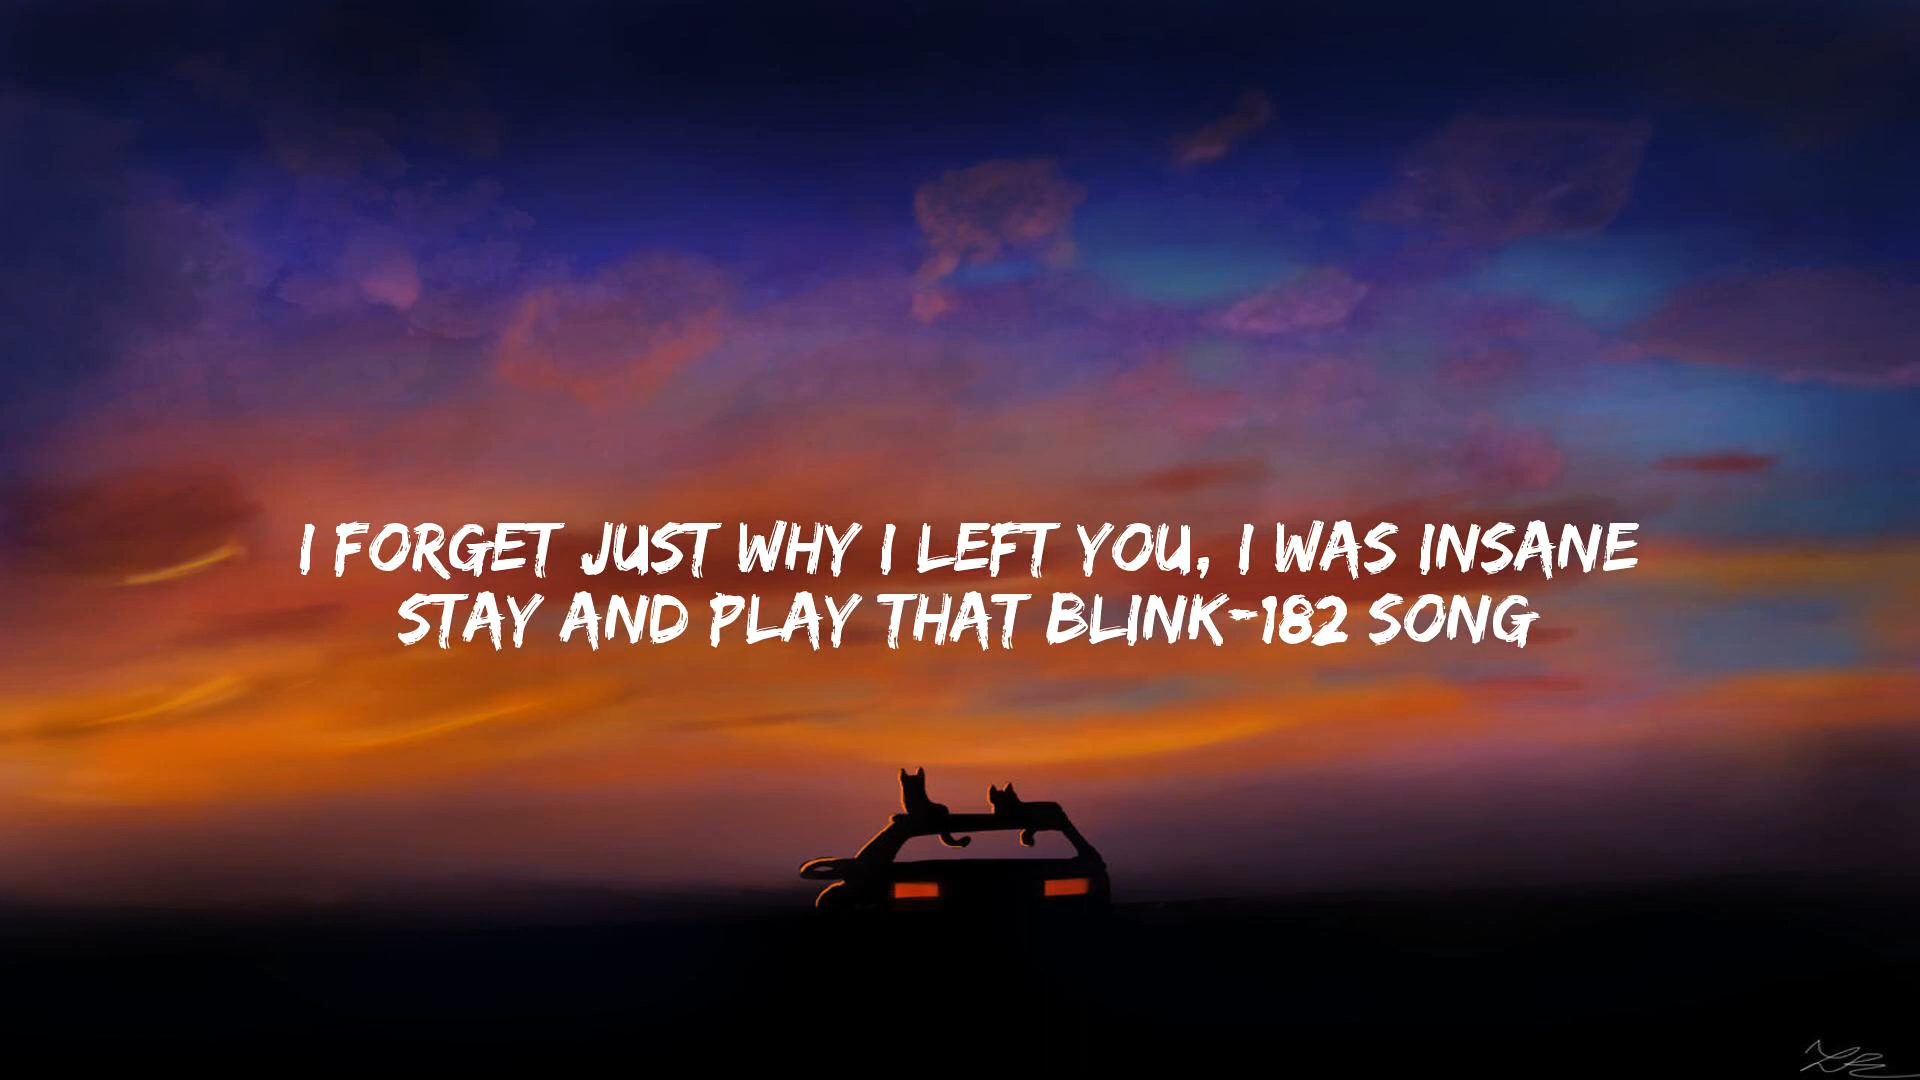 I FORGET JUST WHY I LEFT YOU, I WAS INSANE
STAY AND PLAY THAT BLINK-182 SONG